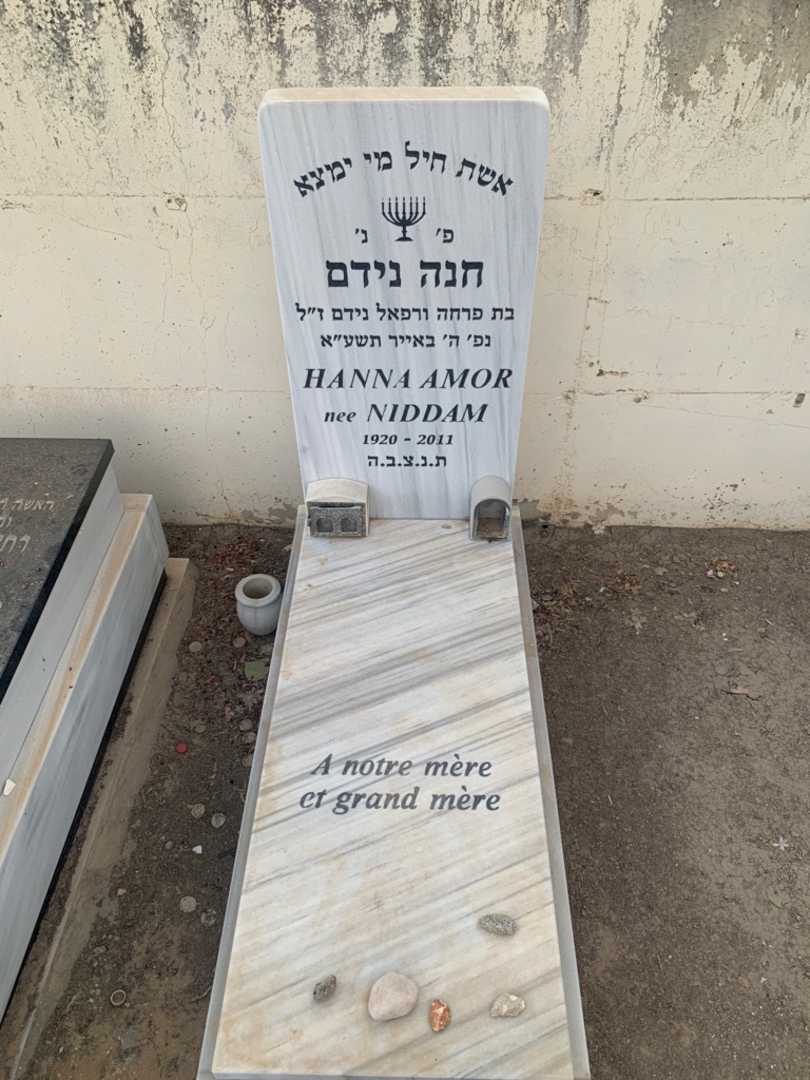 אשת חיל מי ימצא
פ׳ נ׳
חנה נידם
בת פרחה ורפאל נידם ז״ל
נפ׳ ה׳ באייר תשע״א
HANNA AMOR
nee NIDDAM
1920 - 2011
ת.נ.צ.ב.ה
A notre mère
et grand mère
האשה